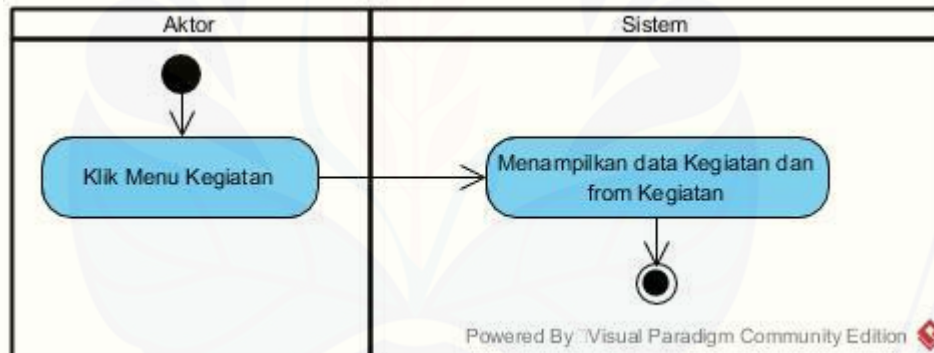 Aktor
Sistem
Klik Menu Kegiatan
Menampilkan data Kegiatan dan
from Kegiatan
Powered By Visual Paradigm Community Edition